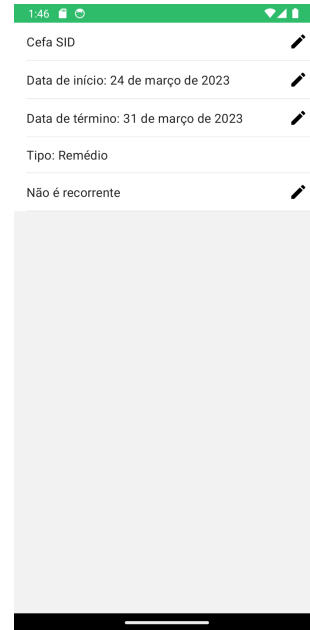 1:46
Cefa SID
Data de início: 24 de março de 2023
Data de término: 31 de março de 2023
Tipo: Remédio
Não é recorrente